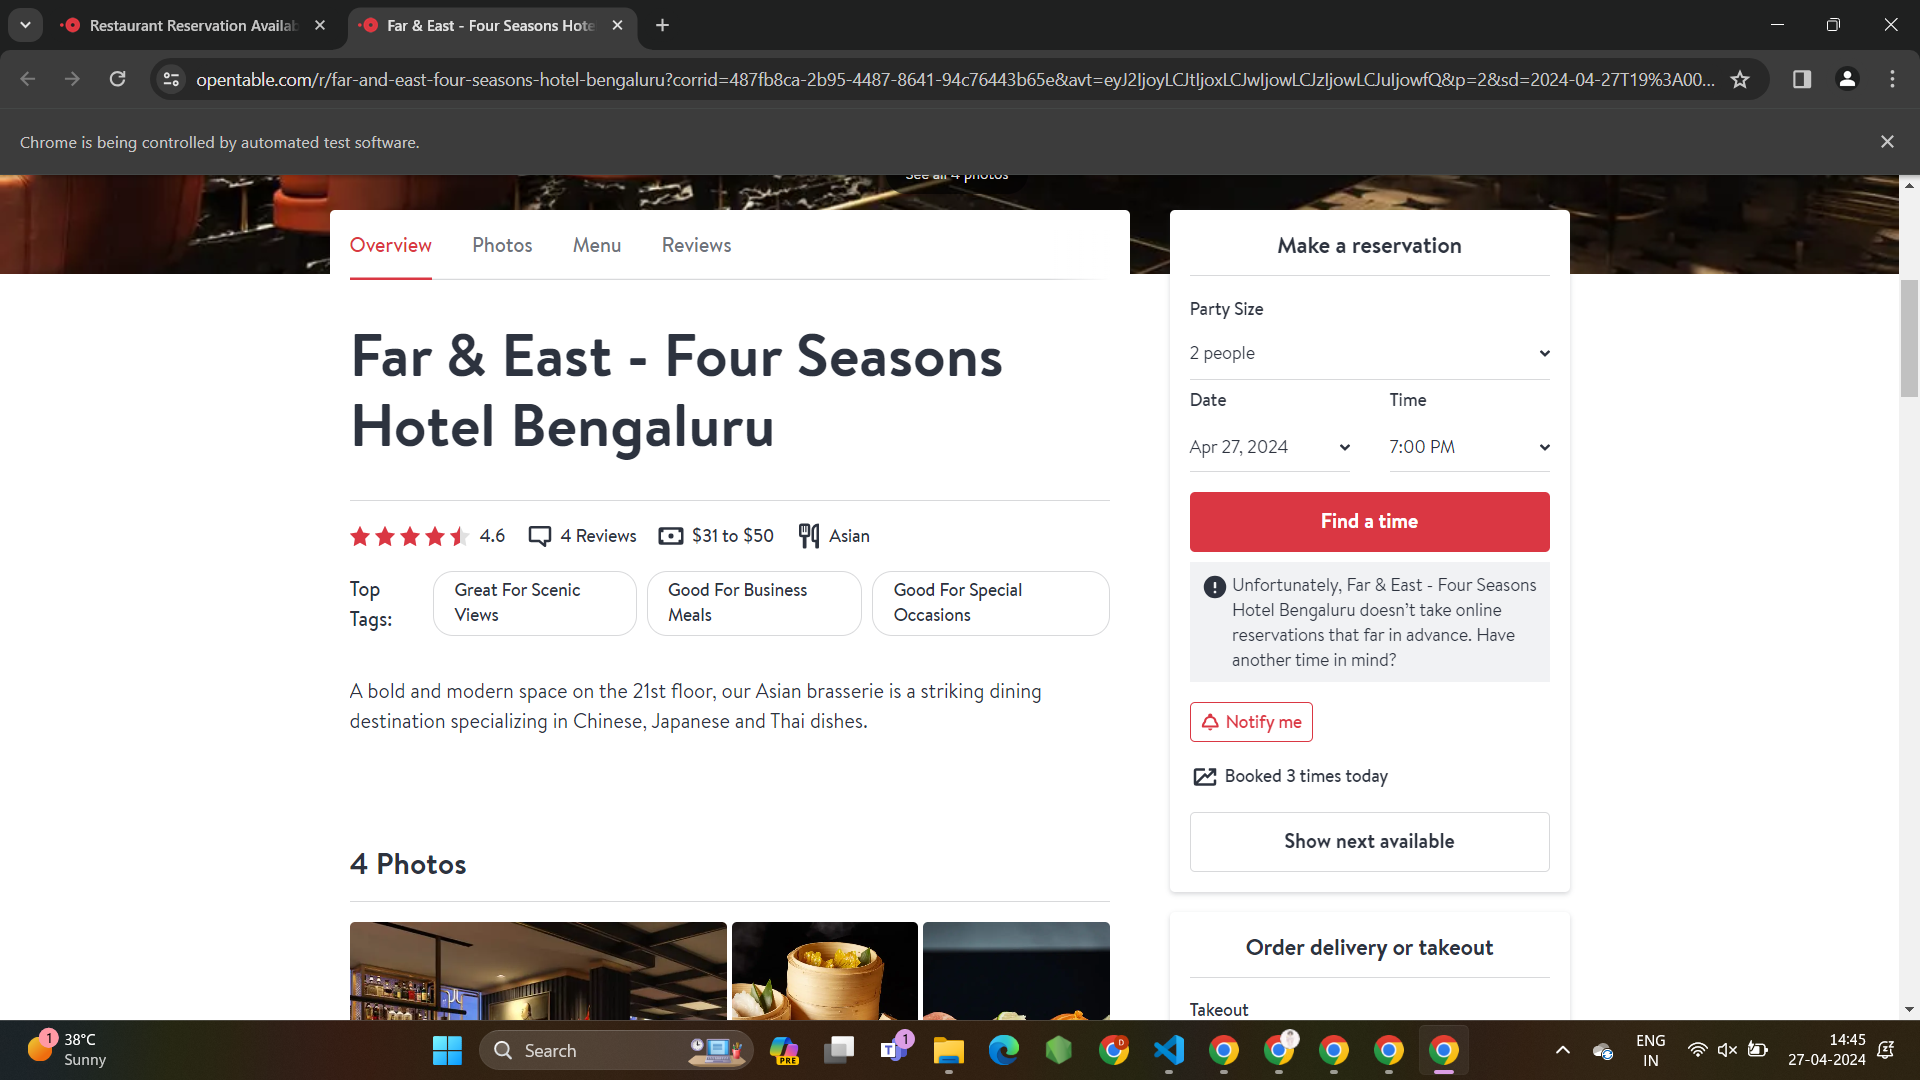 Restaurant Reservation Availab
Far & East - Four Seasons Hote
opentable.com/r/far-and-east-four-seasons-hotel-bengaluru?corrid=487fb8ca-2b95-4487-8641-94c76443b65e&avt=eyJ2IjoyLCJtIjoxLCJwIjowLCJzIjowLCJuIjowfQ&p=2&sd=2024-04-27T19%3A00...
Chrome is being controlled by automated test software.
See all 4 photos
Overview
Photos
Menu
Reviews
Far & East - Four Seasons
Hotel Bengaluru
4.6
4 Reviews
$31 to $50
Asian
Top
Tags:
Great For Scenic
Views
Good For Business
Meals
Good For Special
Occasions
A bold and modern space on the 21st floor, our Asian brasserie is a striking dining
destination specializing in Chinese, Japanese and Thai dishes.
4 Photos
Make a reservation
Party Size
2 people
Date
Time
Apr 27, 2024
7:00 PM
Find a time
Unfortunately, Far & East - Four Seasons
Hotel Bengaluru doesn’t take online
reservations that far in advance. Have
another time in mind?
Notify me
Booked 3 times today
Show next available
Order delivery or takeout
Takeout
1
38°C
Sunny
Search
PRE
T
1
D
ENG
IN
14:45
27-04-2024